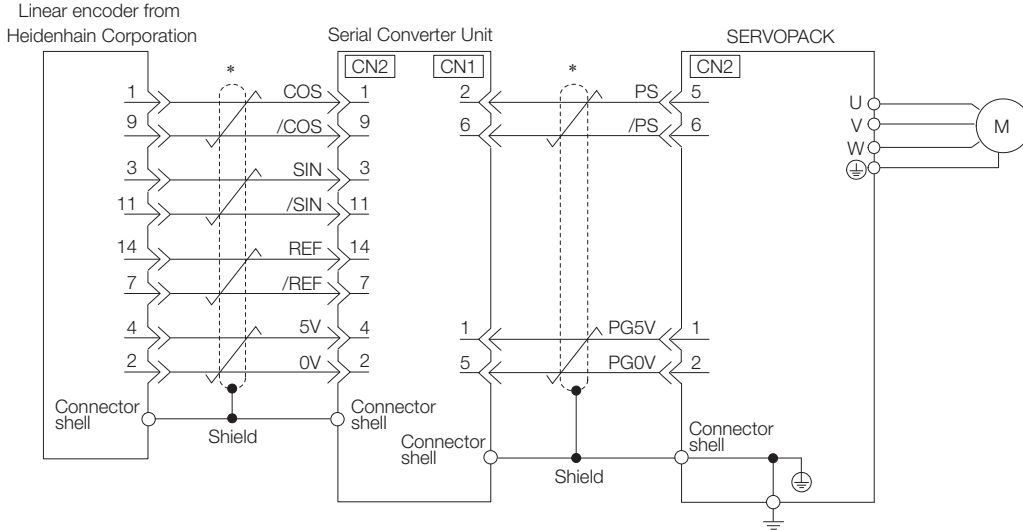 Linear encoder from
Heidenhain Corporation
Serial Converter Unit
SERVOPACK
CN2
CN1
CN2
*
*
1 COS 1
2 PS 5
9 /COS 9
6 /PS 6
3 SIN 3
11 /SIN 11
14 REF 14
7 /REF 7
4 5V 4
1 PG5V 1
2 0V 2
5 PG0V 2
U
V
W
M
Connector
shell
Shield
Connector
shell
Connector
shell
Shield
Connector
shell